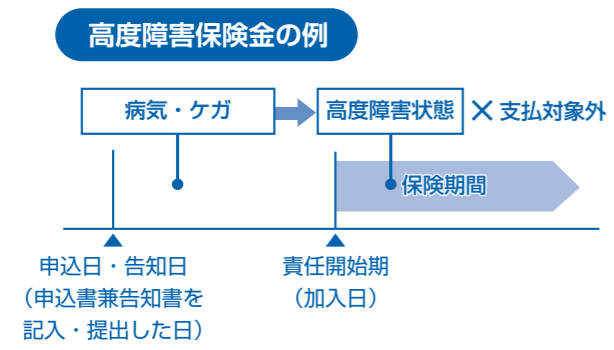 高度障害保険金の例
病気・ケガ
高度障害状態
×支払対象外
保険期間
申込日・告知日
（申込書兼告知書を
記入・提出した日）
責任開始期
（加入日）